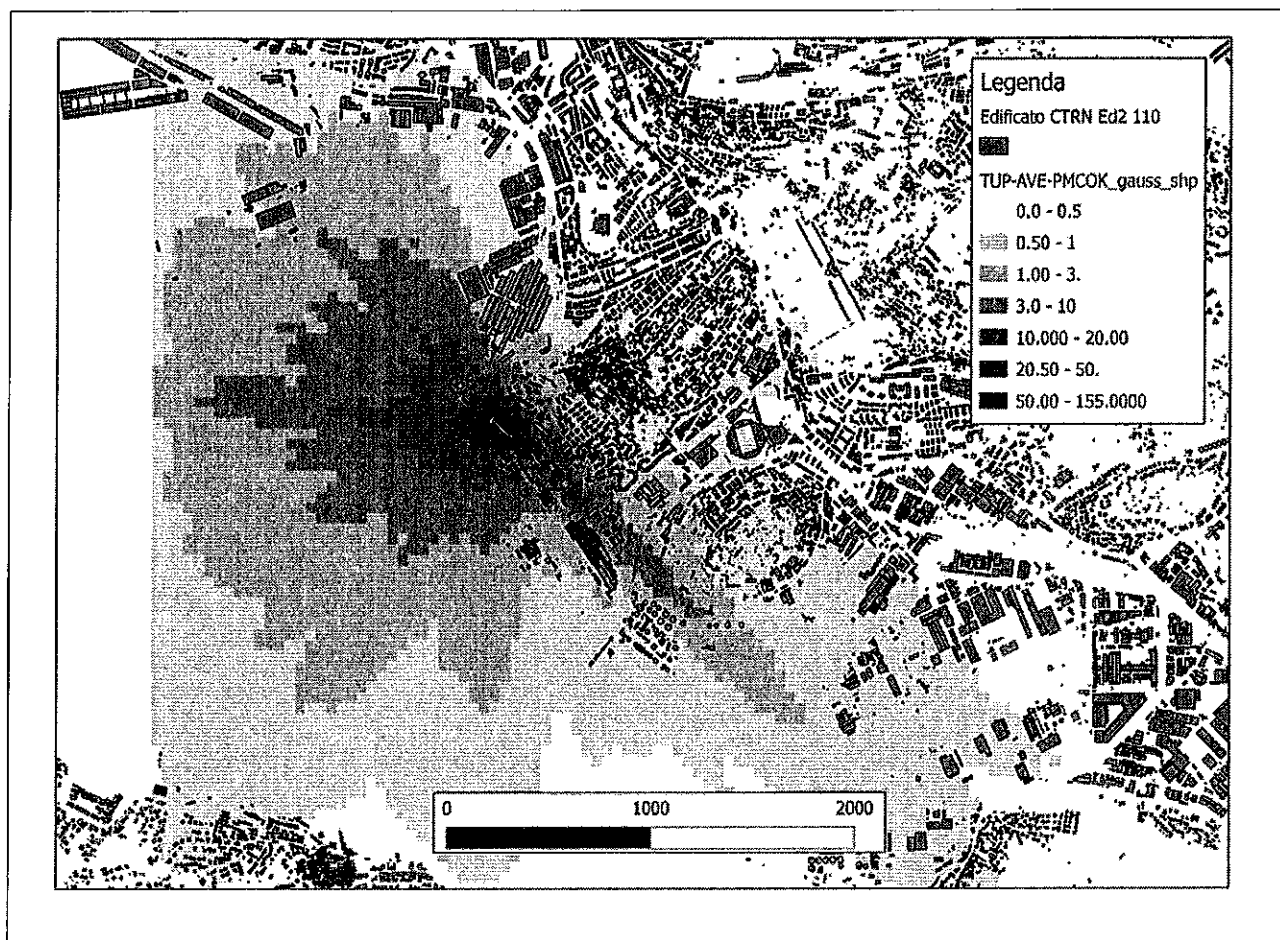 Legenda
Edificato CTRN Ed2 110
TUP-AVE-PMCOK_gauss_shp
0.0 - 0.5
0.50 - 1
1.00 - 3.
3.0 - 10
10.000 - 20.00
20.50 - 50.
50.00 - 155.0000
0 1000 2000